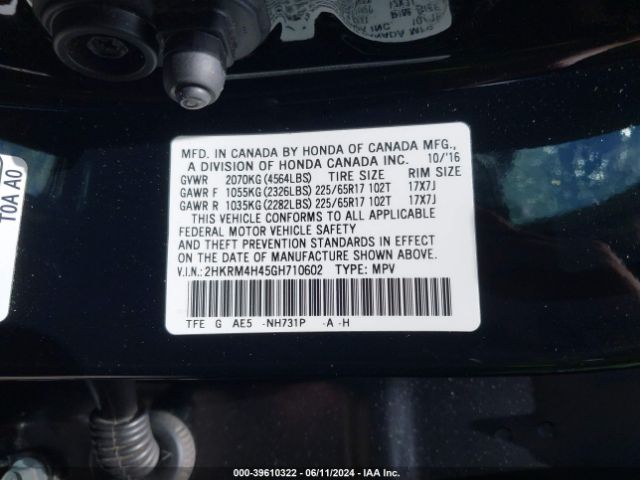 MFD. IN CANADA BY HONDA OF CANADA MFG.,
A DIVISION OF HONDA CANADA INC. 10/'16
GVWR 2070KG (4564LBS) TIRE SIZE RIM SIZE
GAWR F 1055KG (2326LBS) 225/65R17 102T 17X7J
GAWR R 1035KG (2282LBS) 225/65R17 102T 17X7J
THIS VEHICLE CONFORMS TO ALL APPLICABLE
FEDERAL MOTOR VEHICLE SAFETY
AND THEFT PREVENTION STANDARDS IN EFFECT
ON THE DATE OF MANUFACTURE SHOWN ABOVE.
V.I.N.: 2HKRM4H45GH710602 TYPE: MPV
TFE G AE5 -NH731P -A -H
T0A A0
000-39610322 / 06/11/2024 / IAA Inc.